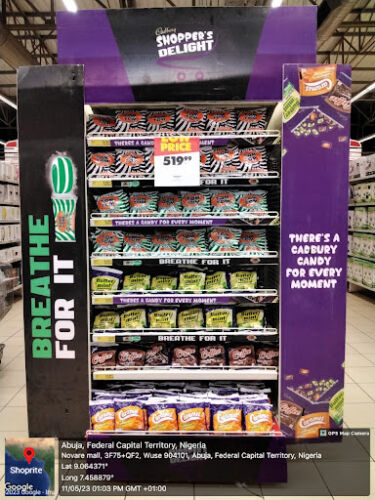 Cadbury
SHOPPER'S
DELIGHT
PRICE
519.99
THERE'S A CANDY FOR EVERY MOMENT
BREATHE FOR IT
THERE'S A CANDY FOR EVERY MOMENT
BREATHE FOR IT
THERE'S A CANDY FOR EVERY MOMENT
BREATHE FOR IT
BREATHE
FOR IT
THERE'S A
CADBURY
CANDY
FOR EVERY
MOMENT
GPS Map Camera
Shoprite
Google
2023 Google
Abuja, Federal Capital Territory, Nigeria
Novare mall, 3F75+QF2, Wuse 904101, Abuja, Federal Capital Territory, Nigeria
Lat 9.064371°
Long 7.458879°
11/05/23 01:03 PM GMT +01:00